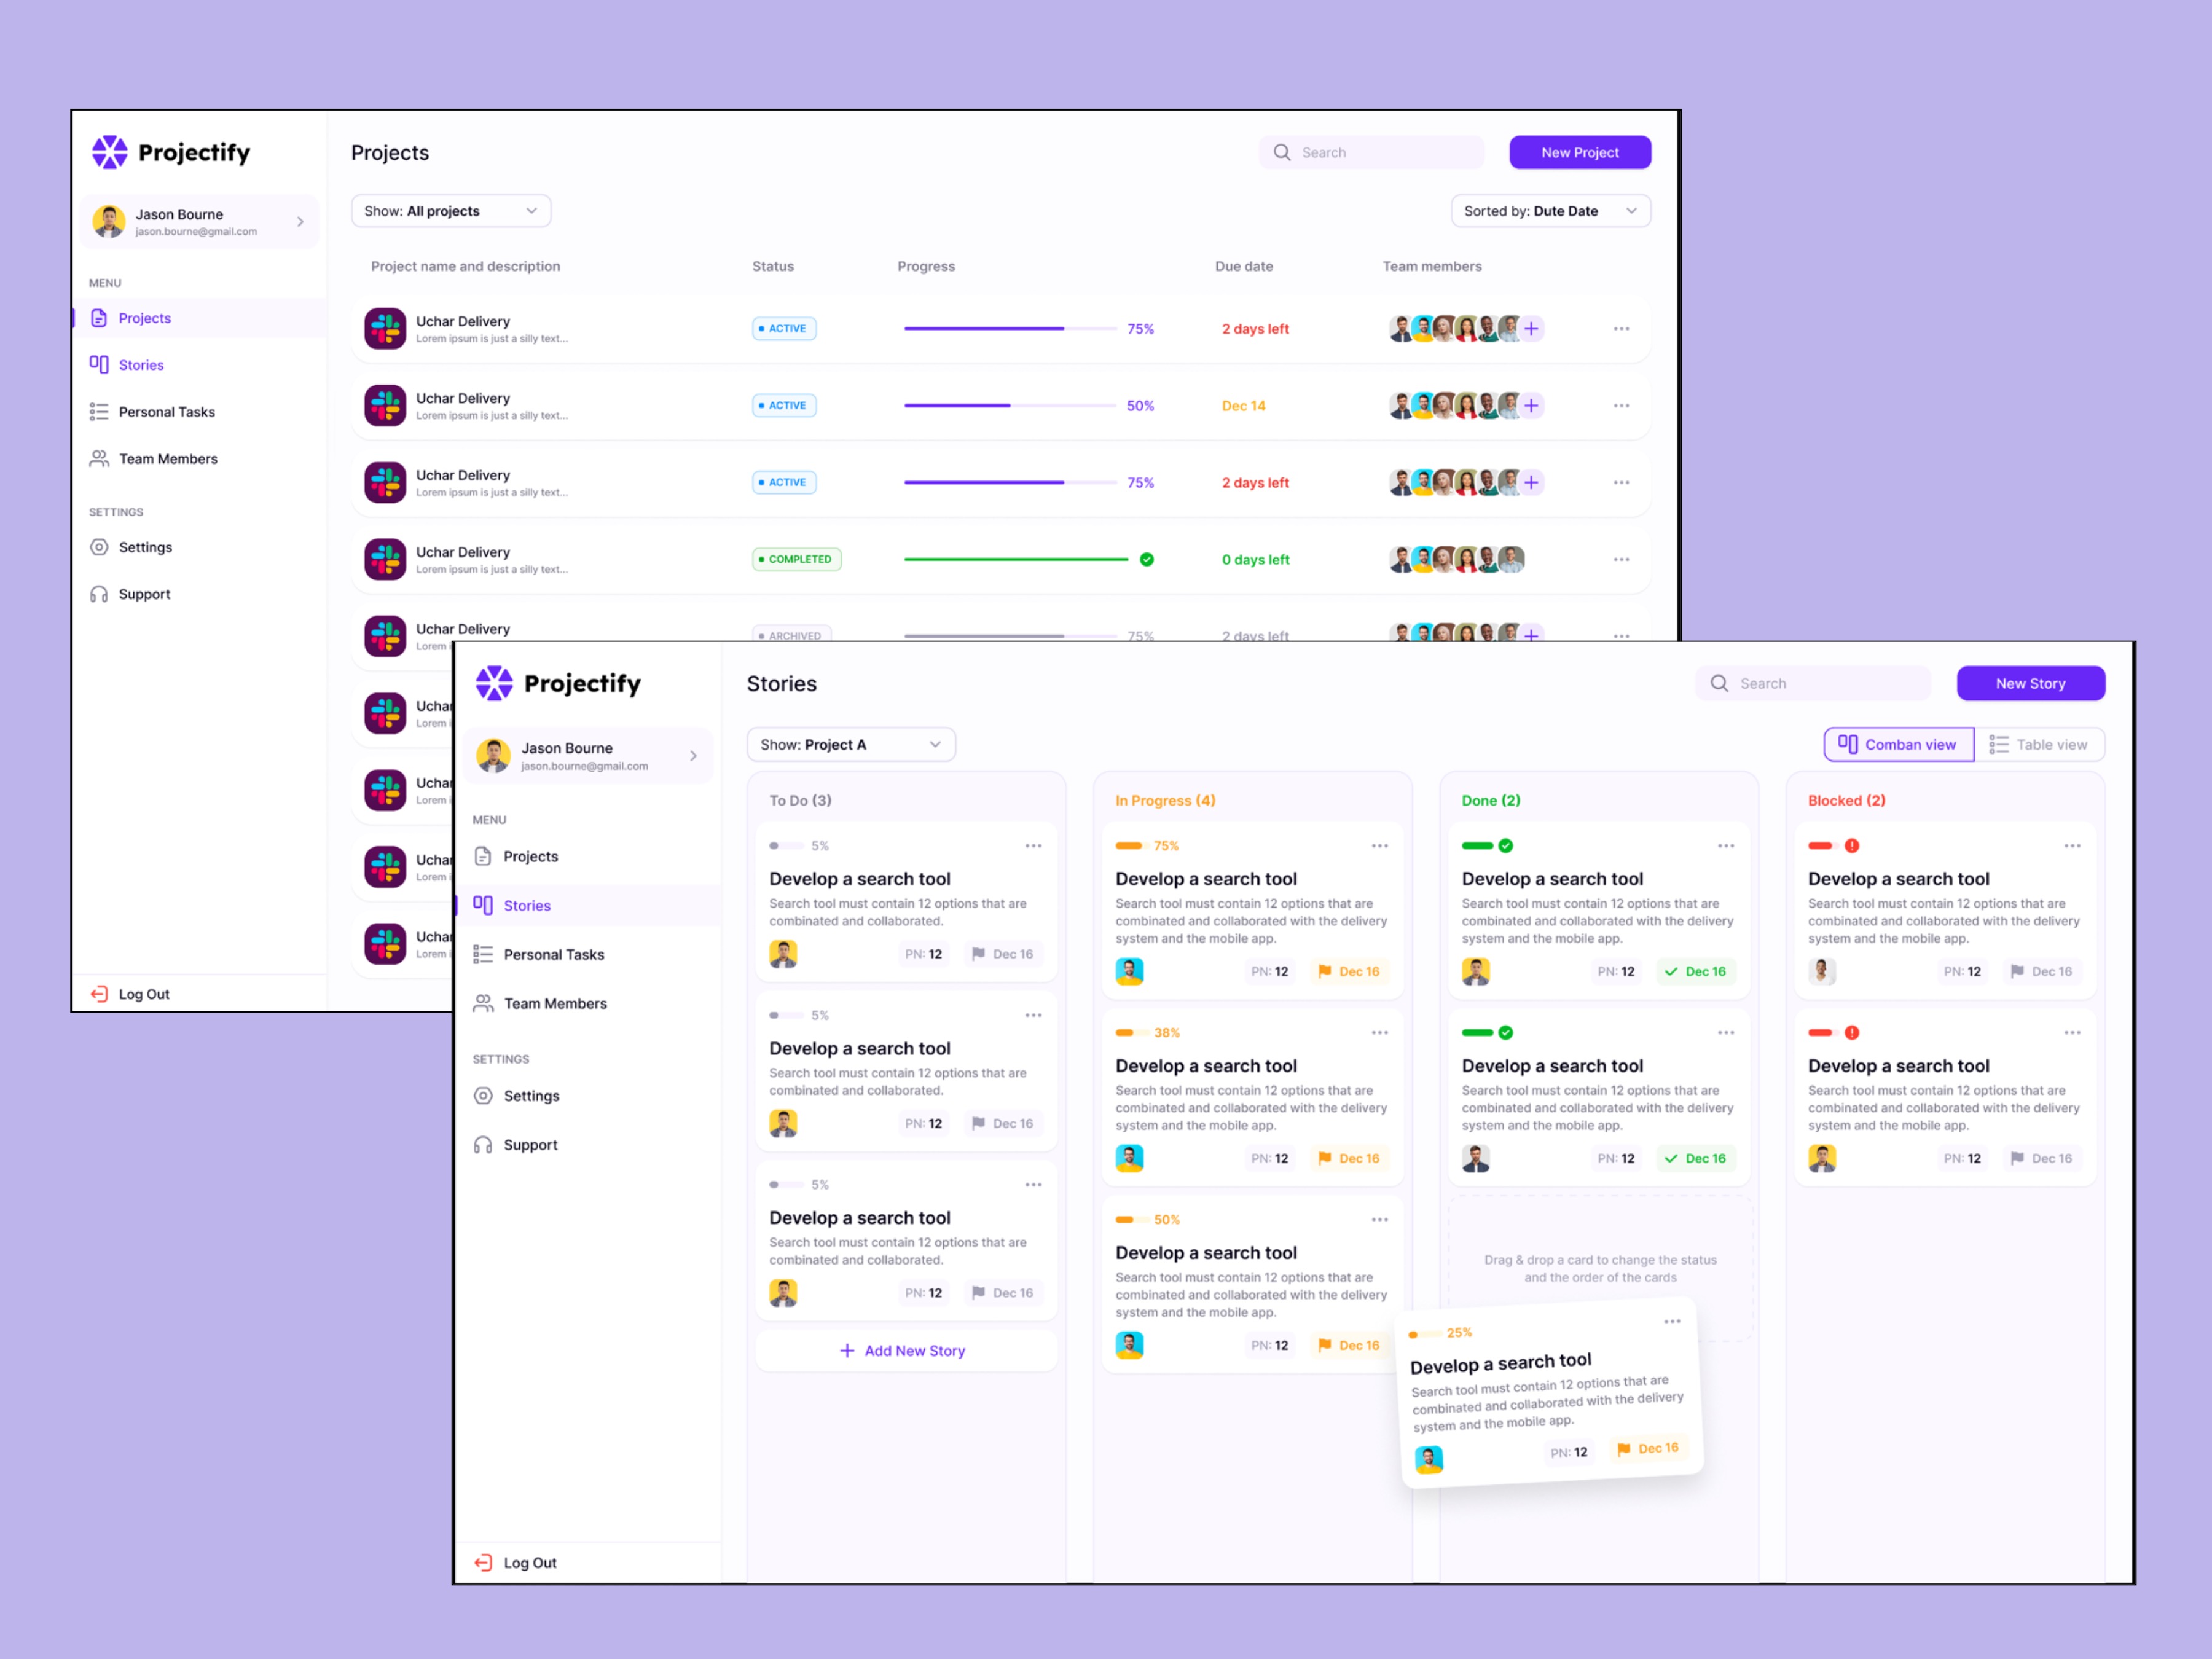 Projectify
Projects
Search
New Project
Jason Bourne
jason.bourne@gmail.com
Show: All projects
Sorted by: Dute Date
MENU
Projects
Stories
Personal Tasks
Team Members
SETTINGS
Settings
Support
Log Out
Project name and description Status Progress Due date Team members
Uchar Delivery
Lorem ipsum is just a silly text...
ACTIVE 75% 2 days left
Uchar Delivery
Lorem ipsum is just a silly text...
ACTIVE 50% Dec 14
Uchar Delivery
Lorem ipsum is just a silly text...
ACTIVE 75% 2 days left
Uchar Delivery
Lorem ipsum is just a silly text...
COMPLETED 0 days left
Uchar Delivery
Lorem
ARCHIVED 75% 2 days left
Ucha
Lorem
Ucha
Lorem
Ucha
Lorem
Ucha
Lorem
Projectify
Stories
Search
New Story
Jason Bourne
jason.bourne@gmail.com
Show: Project A
Comban view
Table view
MENU
Projects
Stories
Personal Tasks
Team Members
SETTINGS
Settings
Support
Log Out
To Do (3)
5%
Develop a search tool
Search tool must contain 12 options that are
combinated and collaborated.
PN: 12 Dec 16
5%
Develop a search tool
Search tool must contain 12 options that are
combinated and collaborated.
PN: 12 Dec 16
5%
Develop a search tool
Search tool must contain 12 options that are
combinated and collaborated.
PN: 12 Dec 16
Add New Story
In Progress (4)
75%
Develop a search tool
Search tool must contain 12 options that are
combinated and collaborated with the delivery
system and the mobile app.
PN: 12 Dec 16
38%
Develop a search tool
Search tool must contain 12 options that are
combinated and collaborated with the delivery
system and the mobile app.
PN: 12 Dec 16
50%
Develop a search tool
Search tool must contain 12 options that are
combinated and collaborated with the delivery
system and the mobile app.
PN: 12 Dec 16
Done (2)
Develop a search tool
Search tool must contain 12 options that are
combinated and collaborated with the delivery
system and the mobile app.
PN: 12 Dec 16
Develop a search tool
Search tool must contain 12 options that are
combinated and collaborated with the delivery
system and the mobile app.
PN: 12 Dec 16
Drag & drop a card to change the status
and the order of the cards
25%
Develop a search tool
Search tool must contain 12 options that are
combinated and collaborated with the delivery
system and the mobile app.
PN: 12 Dec 16
Blocked (2)
Develop a search tool
Search tool must contain 12 options that are
combinated and collaborated with the delivery
system and the mobile app.
PN: 12 Dec 16
Develop a search tool
Search tool must contain 12 options that are
combinated and collaborated with the delivery
system and the mobile app.
PN: 12 Dec 16